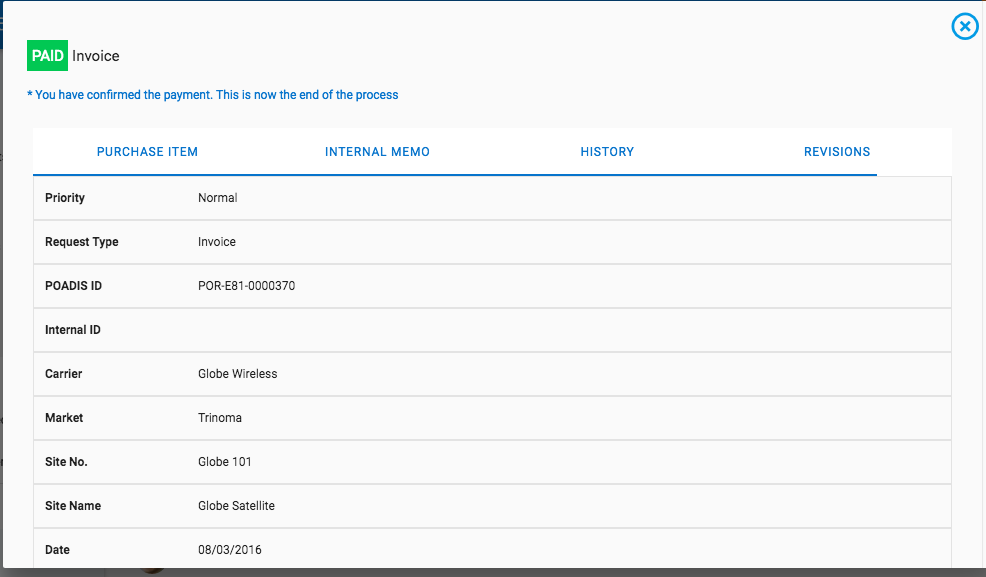 PAID Invoice
* You have confirmed the payment. This is now the end of the process
PURCHASE ITEM INTERNAL MEMO HISTORY REVISIONS
Priority Normal
Request Type Invoice
POADIS ID POR-E81-0000370
Internal ID
Carrier Globe Wireless
Market Trinoma
Site No. Globe 101
Site Name Globe Satellite
Date 08/03/2016